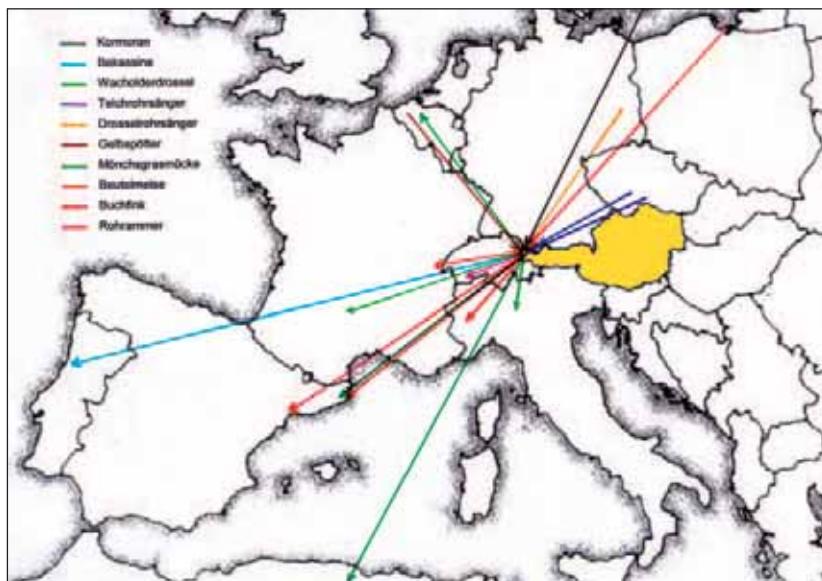 Kormoran
Bekassine
Wacholderdrossel
Teichrohrsänger
Drosselrohrsänger
Gelbspötter
Mönchsgrasmücke
Beutelmeise
Buchfink
Rohrammer